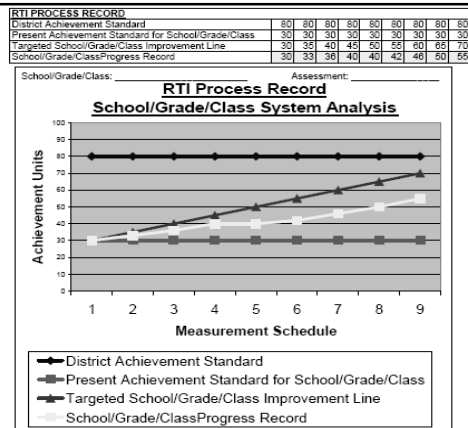 RTI PROCESS RECORD
District Achievement Standard 80 80 80 80 80 80 80 80 80
Present Achievement Standard for School/Grade/Class 30 30 30 30 30 30 30 30 30
Targeted School/Grade/Class Improvement Line 30 35 40 45 50 55 60 65 70
School/Grade/ClassProgress Record 30 33 36 40 40 42 46 50 55
School/Grade/Class: Assessment:
RTI Process Record
School/Grade/Class System Analysis
100
90
80
70
60
50
40
30
20
10
0
Achievement Units
1 2 3 4 5 6 7 8 9
Measurement Schedule
District Achievement Standard
Present Achievement Standard for School/Grade/Class
Targeted School/Grade/Class Improvement Line
School/Grade/ClassProgress Record